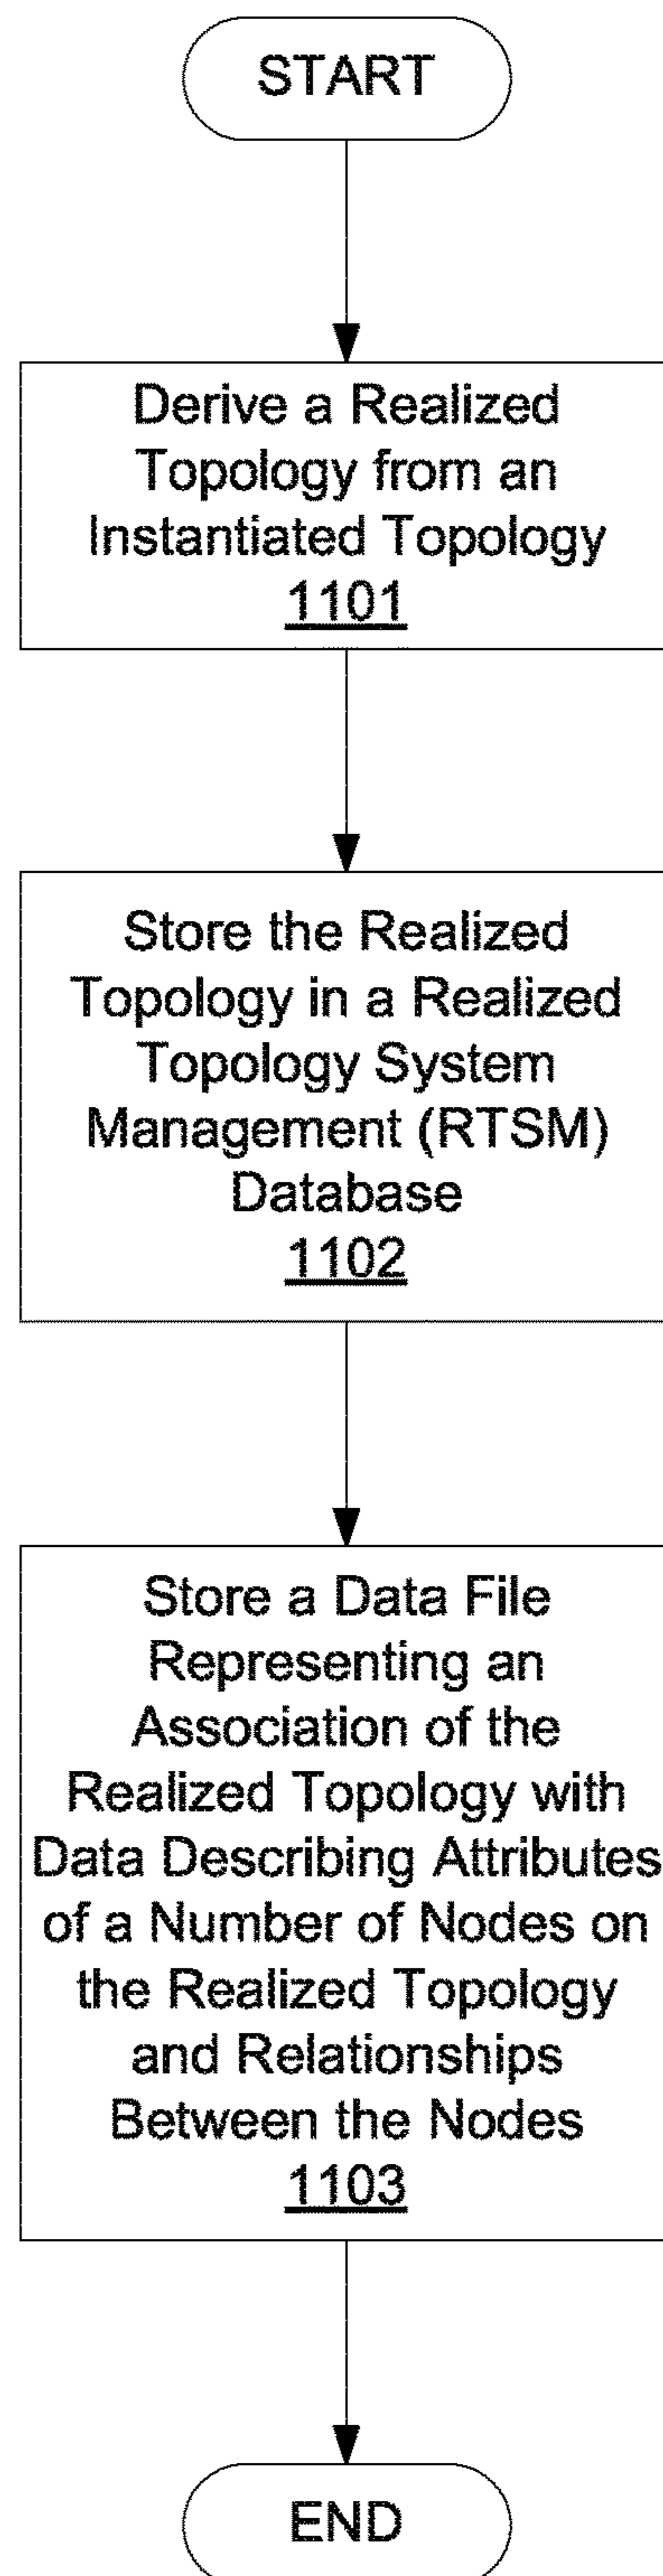 START
Derive a Realized
Topology from an
Instantiated Topology
1101
Store the Realized
Topology in a Realized
Topology System
Management (RTSM)
Database
1102
Store a Data File
Representing an
Association of the
Realized Topology with
Data Describing Attributes
of a Number of Nodes on
the Realized Topology
and Relationships
Between the Nodes
1103
END